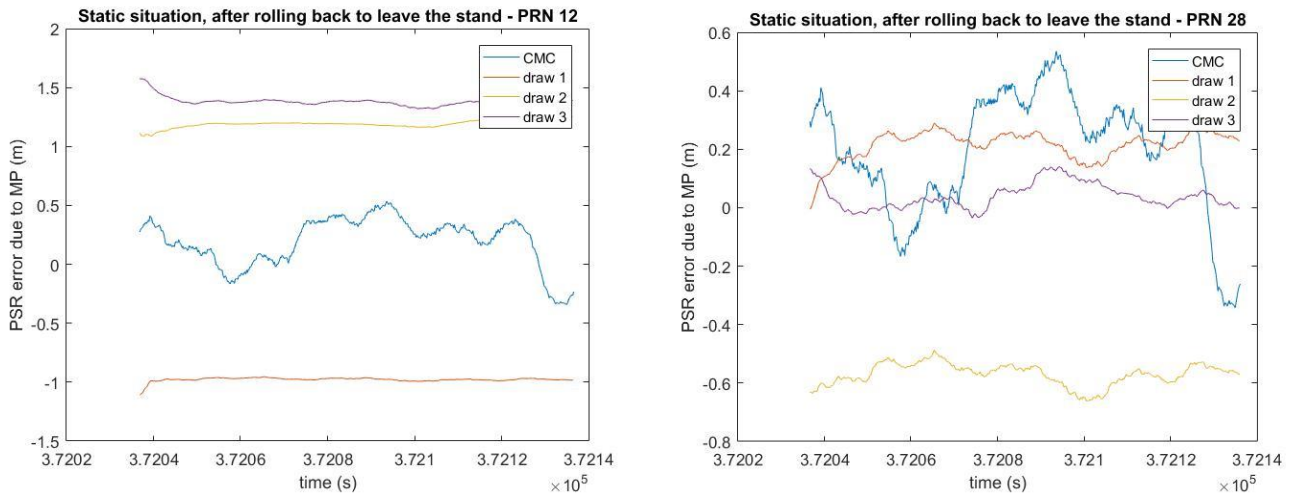 Static situation, after rolling back to leave the stand - PRN 12
2
1.5
1
0.5
0
-0.5
-1
-1.5
PSR error due to MP (m)
CMC
draw 1
draw 2
draw 3
3.7202
3.7204
3.7206
3.7208
3.721
3.7212
3.7214
time (s)
×10^5
Static situation, after rolling back to leave the stand - PRN 28
0.6
0.4
0.2
0
-0.2
-0.4
-0.6
-0.8
PSR error due to MP (m)
CMC
draw 1
draw 2
draw 3
3.7202
3.7204
3.7206
3.7208
3.721
3.7212
3.7214
time (s)
×10^5